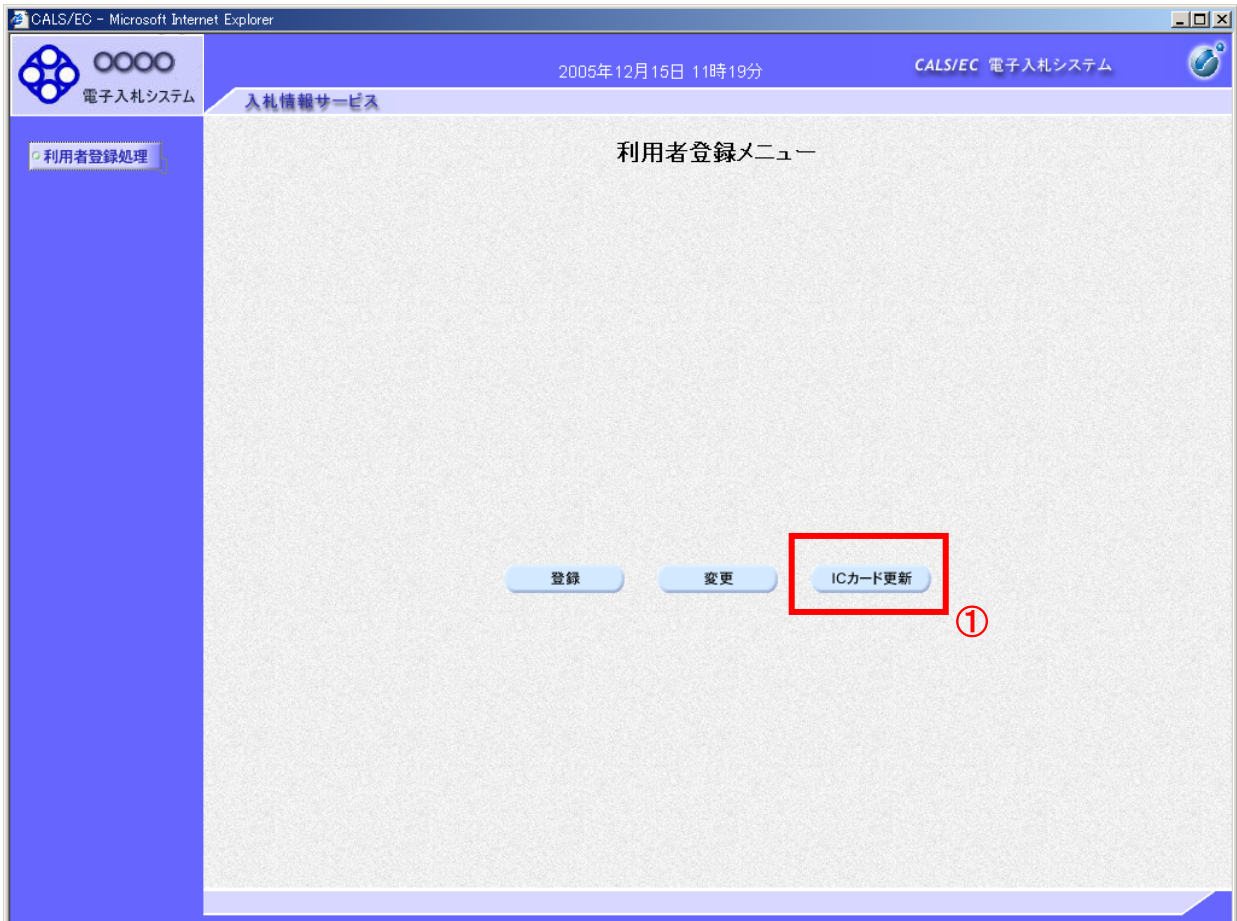 CALS/EC - Microsoft Internet Explorer
○○○○
電子入札システム
2005年12月15日 11時19分
CALS/EC 電子入札システム
入札情報サービス
利用者登録処理
利用者登録メニュー
登録
変更
ICカード更新
①